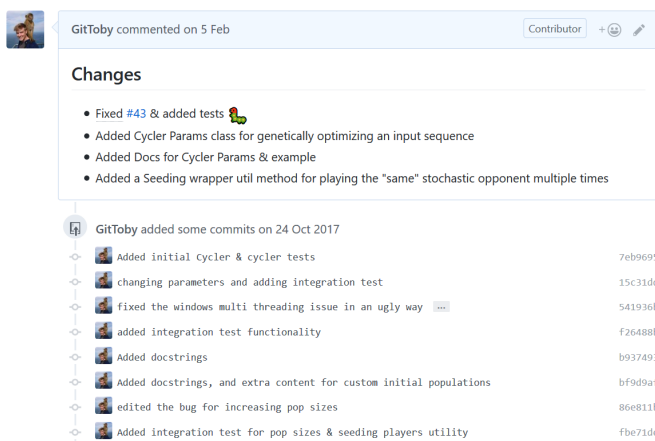 GitToby commented on 5 Feb
Contributor
Changes
Fixed #43 & added tests
Added Cycler Params class for genetically optimizing an input sequence
Added Docs for Cycler Params & example
Added a Seeding wrapper util method for playing the "same" stochastic opponent multiple times
GitToby added some commits on 24 Oct 2017
Added initial Cycler & cycler tests 7eb9695
changing parameters and adding integration test
fixed the windows multi threading issue in an ugly way …
added integration test functionality
Added docstrings
Added docstrings, and extra content for custom initial populations
edited the bug for increasing pop sizes
Added integration test for pop sizes & seeding players utility